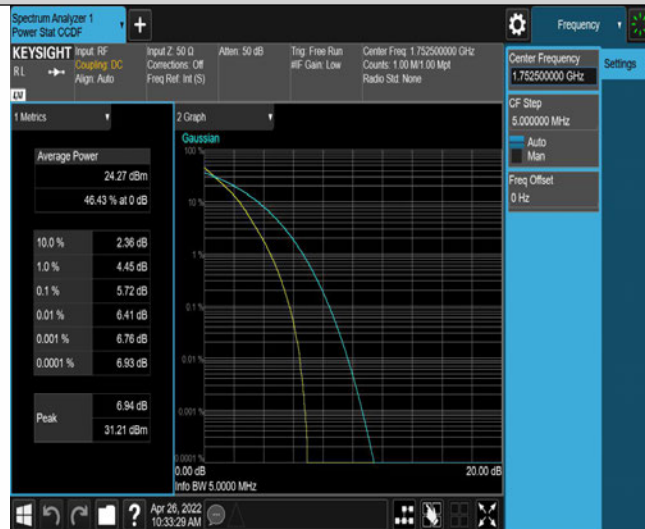 Spectrum Analyzer 1
Power Stat CCDF
Frequency
KEYSIGHT
RL
LXI
Input: RF
Coupling: DC
Align: Auto
Input Z: 50 Ω
Corrections: Off
Freq Ref: Int (S)
Atten: 50 dB
Trig: Free Run
#IF Gain: Low
Center Freq: 1.752500000 GHz
Counts: 1.00 M/1.00 Mpt
Radio Std: None
Center Frequency
1.752500000 GHz
Settings
CF Step
5.000000 MHz
Auto
Man
Freq Offset
0 Hz
1 Metrics
Average Power
24.27 dBm
46.43 % at 0 dB
10.0 % 2.36 dB
1.0 % 4.45 dB
0.1 % 5.72 dB
0.01 % 6.41 dB
0.001 % 6.76 dB
0.0001 % 6.93 dB
Peak 6.94 dB
31.21 dBm
2 Graph
Gaussian
100 %
10 %
1 %
0.1 %
0.01 %
0.001 %
0.0001 %
0.00 dB 20.00 dB
Info BW 5.0000 MHz
?
Apr 26, 2022
10:33:29 AM